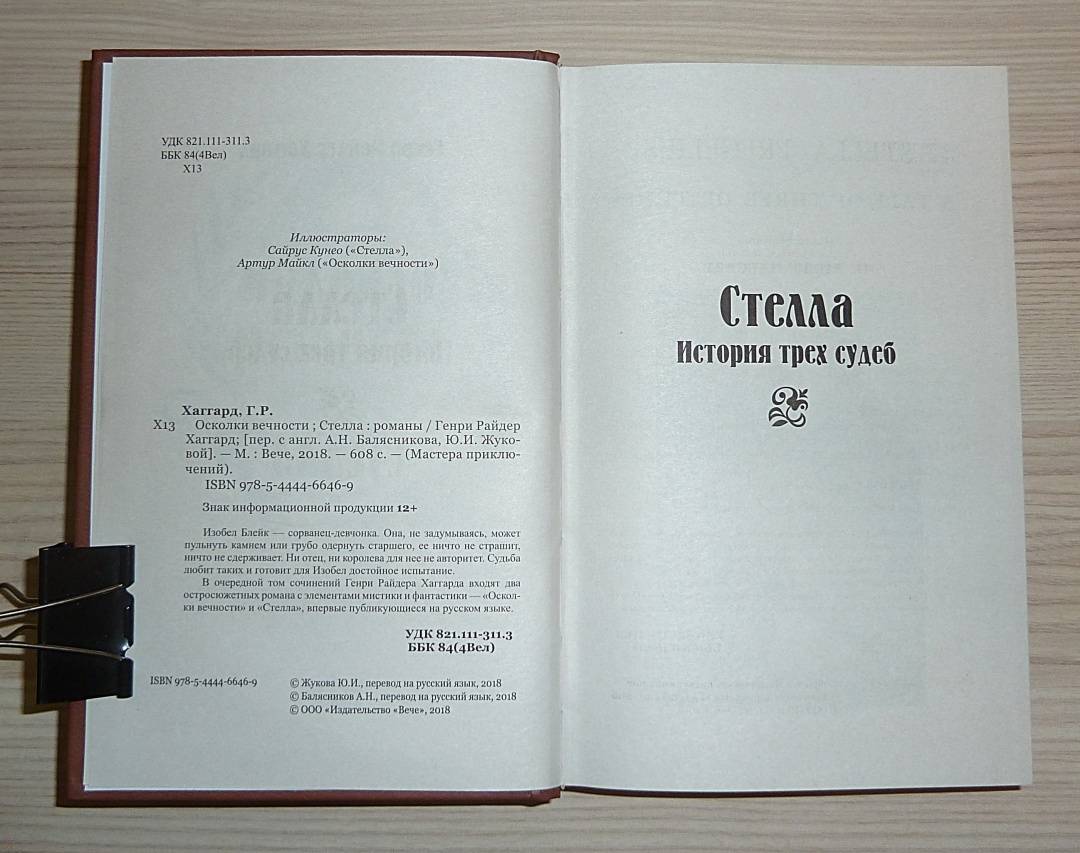 УДК 821.111-311.3
ББК 84(4Вел)
Х13
Иллюстраторы:
Сайрус Кунео («Стелла»),
Артур Майкл («Осколки вечности»)
Хаггард, Г.Р.
Х13 Осколки вечности ; Стелла : романы / Генри Райдер
Хаггард; [пер. с англ. А.Н. Балясникова, Ю.И. Жуко-
вой]. — М. : Вече, 2018. — 608 с. — (Мастера приклю-
чений).
ISBN 978-5-4444-6646-9
Знак информационной продукции 12+
Изобел Блейк — сорванец-девчонка. Она, не задумываясь, может
пульнуть камнем или грубо одернуть старшего, ее ничто не страшит,
ничто не сдерживает. Ни отец, ни королева для нее не авторитет. Судьба
любит таких и готовит для Изобел достойное испытание.
В очередной том сочинений Генри Райдера Хаггарда входят два
остросюжетных романа с элементами мистики и фантастики — «Оскол-
ки вечности» и «Стелла», впервые публикующиеся на русском языке.
УДК 821.111-311.3
ББК 84(4Вел)
ISBN 978-5-4444-6646-9
© Жукова Ю.И., перевод на русский язык, 2018
© Балясников А.Н., перевод на русский язык, 2018
© ООО «Издательство «Вече», 2018
Стелла
История трех судеб